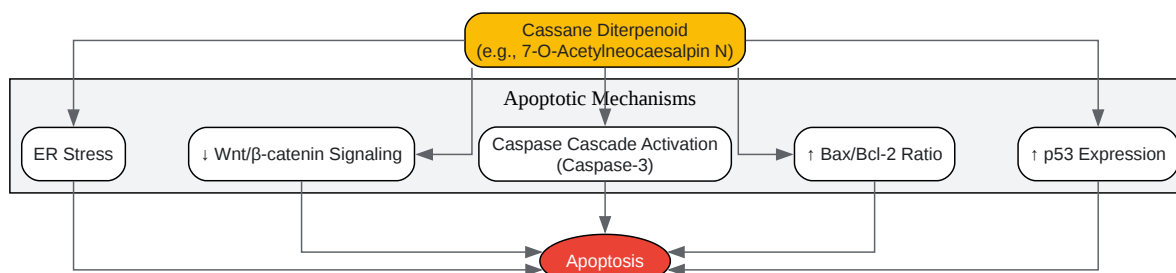 Cassane Diterpenoid
(e.g., 7-O-Acetylneocaesalpin N)
Apoptotic Mechanisms
ER Stress
↓ Wnt/β-catenin Signaling
Caspase Cascade Activation
(Caspase-3)
↑ Bax/Bcl-2 Ratio
↑ p53 Expression
Apoptosis